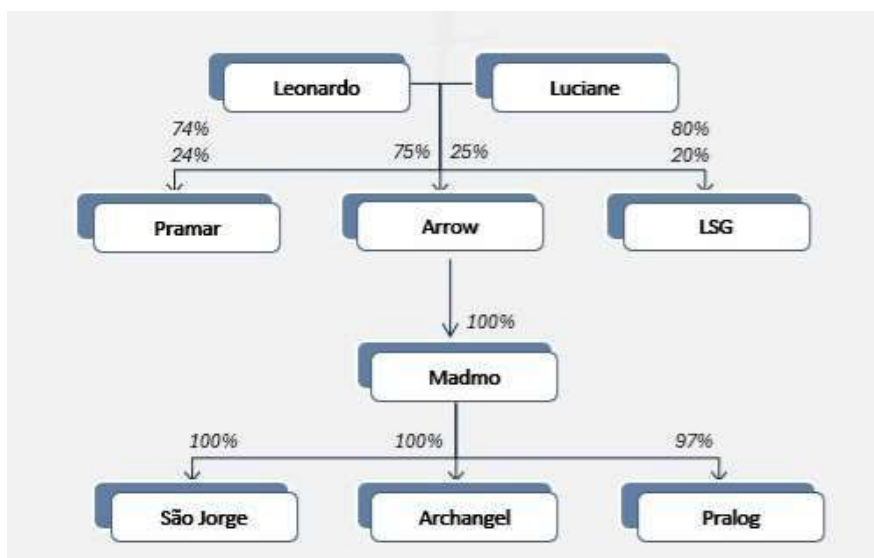 Leonardo
Luciane
74%
24%
75%
25%
80%
20%
Pramar
Arrow
LSG
100%
Madmo
100%
100%
97%
São Jorge
Archangel
Pralog